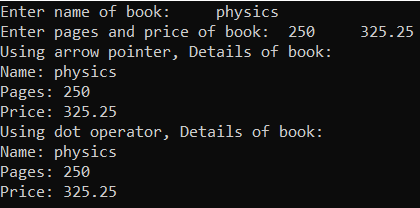 Enter name of book:     physics
Enter pages and price of book:  250     325.25
Using arrow pointer, Details of book:
Name: physics
Pages: 250
Price: 325.25
Using dot operator, Details of book:
Name: physics
Pages: 250
Price: 325.25